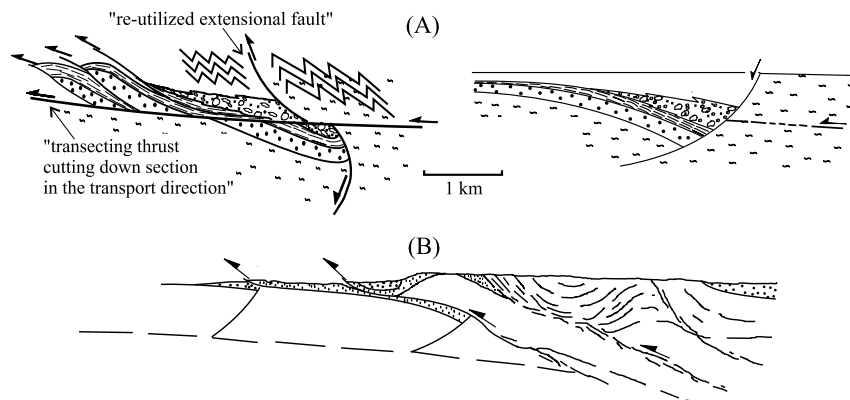 "re-utilized extensional fault"
(A)
"transecting thrust
cutting down section
in the transport direction"
1 km
(B)